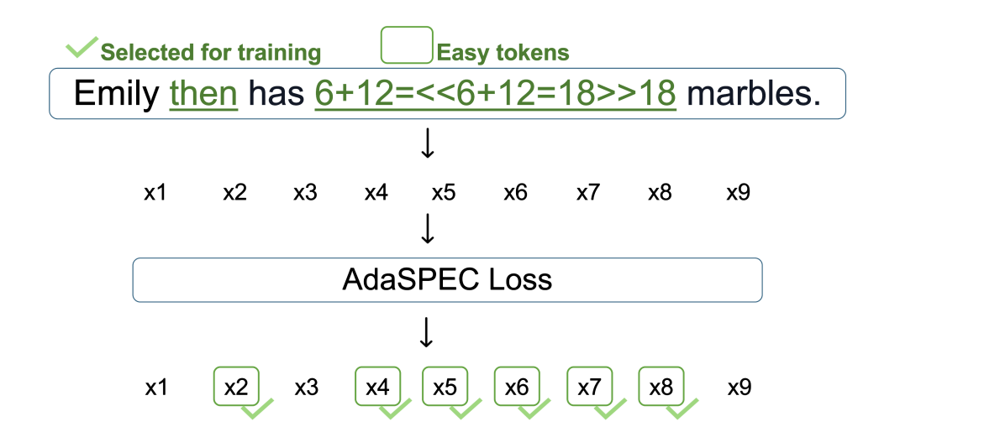 Selected for training Easy tokens
Emily then has 6+12=<<6+12=18>>18 marbles.
x1 x2 x3 x4 x5 x6 x7 x8 x9
AdaSPEC Loss
x1 x2 x3 x4 x5 x6 x7 x8 x9